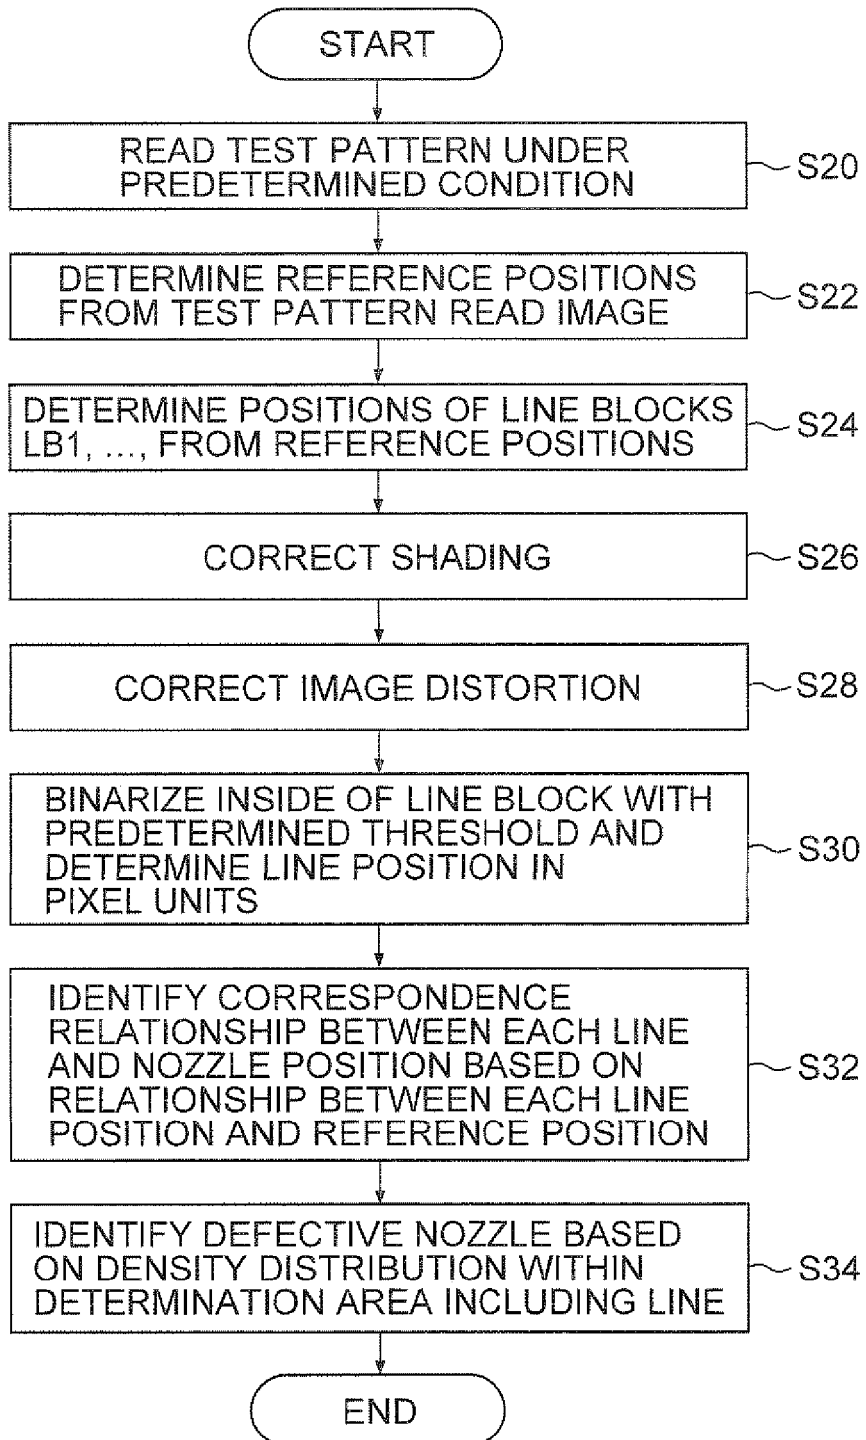 START
READ TEST PATTERN UNDER
PREDETERMINED CONDITION
S20
DETERMINE REFERENCE POSITIONS
FROM TEST PATTERN READ IMAGE
S22
DETERMINE POSITIONS OF LINE BLOCKS
LB1, ..., FROM REFERENCE POSITIONS
S24
CORRECT SHADING
S26
CORRECT IMAGE DISTORTION
S28
BINARIZE INSIDE OF LINE BLOCK WITH
PREDETERMINED THRESHOLD AND
DETERMINE LINE POSITION IN
PIXEL UNITS
S30
IDENTIFY CORRESPONDENCE
RELATIONSHIP BETWEEN EACH LINE
AND NOZZLE POSITION BASED ON
RELATIONSHIP BETWEEN EACH LINE
POSITION AND REFERENCE POSITION
S32
IDENTIFY DEFECTIVE NOZZLE BASED
ON DENSITY DISTRIBUTION WITHIN
DETERMINATION AREA INCLUDING LINE
S34
END